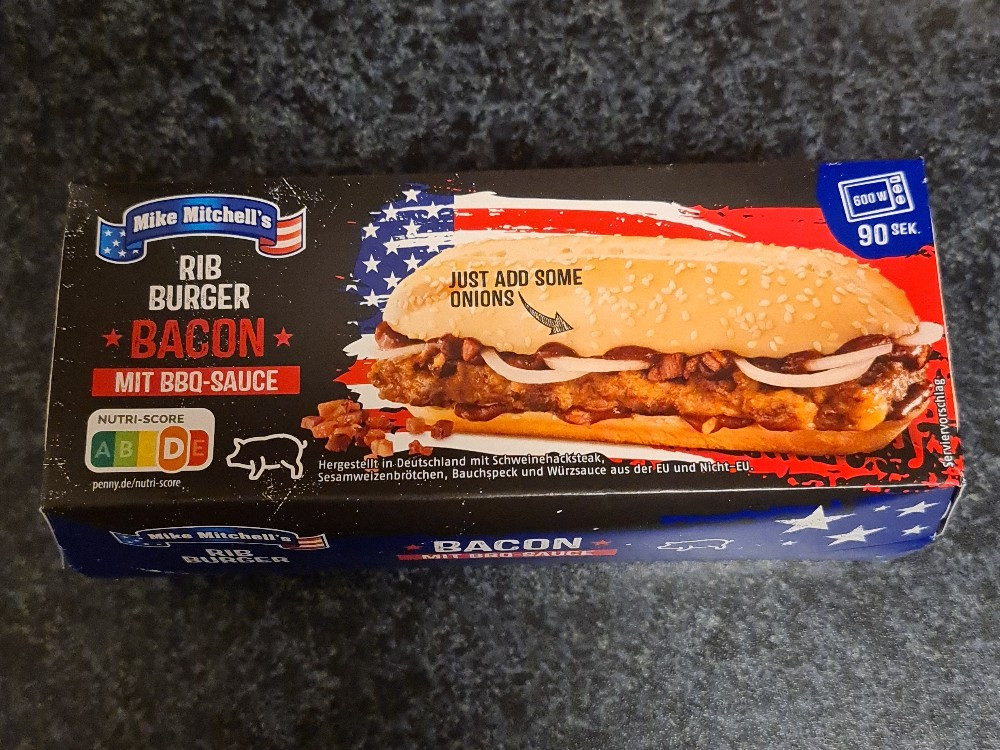 Mike Mitchell's
RIB
BURGER
BACON
MIT BBQ-SAUCE
NUTRI-SCORE
A B D E
penny.de/nutri-score
JUST ADD SOME
ONIONS
600 W
90 SEK.
Hergestellt in Deutschland mit Schweinehacksteak,
Sesamweizenbrötchen, Bauchspeck und Würzsauce aus der EU und Nicht-EU.
Serviervorschlag
Mike Mitchell's
RIB
BURGER
BACON
MIT BBQ-SAUCE